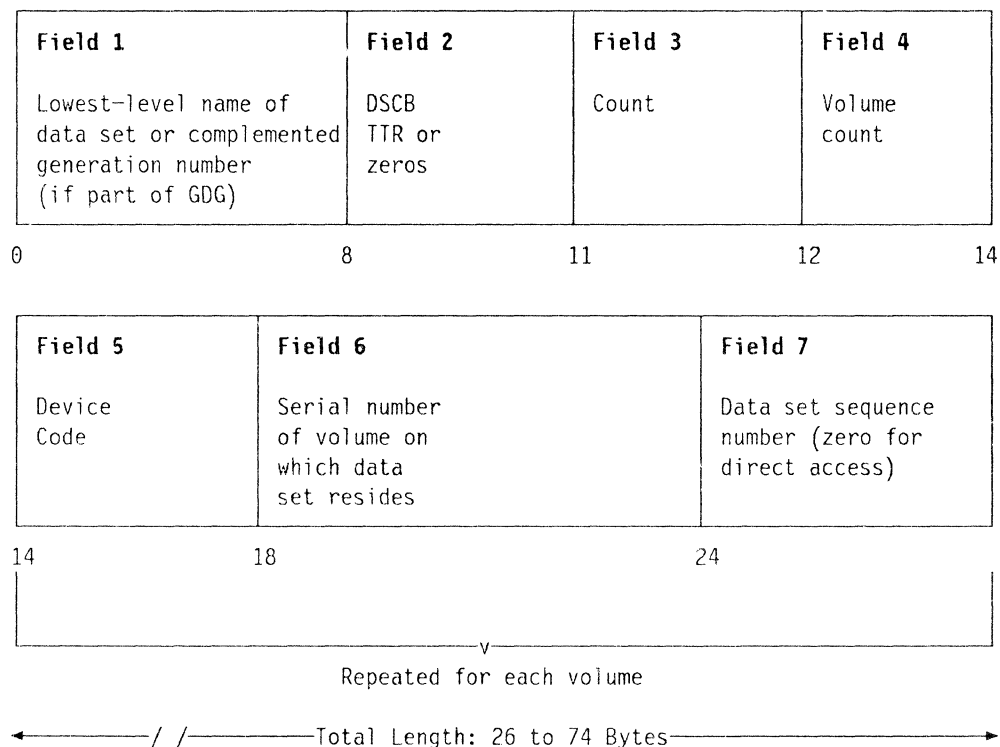 Field 1 Field 2 Field 3 Field 4
Lowest-level name of DSCB Count Volume
data set or complemented TTR or count
generation number zeros
(if part of GDG)
0 8 11 12 14
Field 5 Field 6 Field 7
Device Serial number Data set sequence
Code of volume on number (zero for
which data direct access)
set resides
14 18 24
v
Repeated for each volume
/ / Total Length: 26 to 74 Bytes